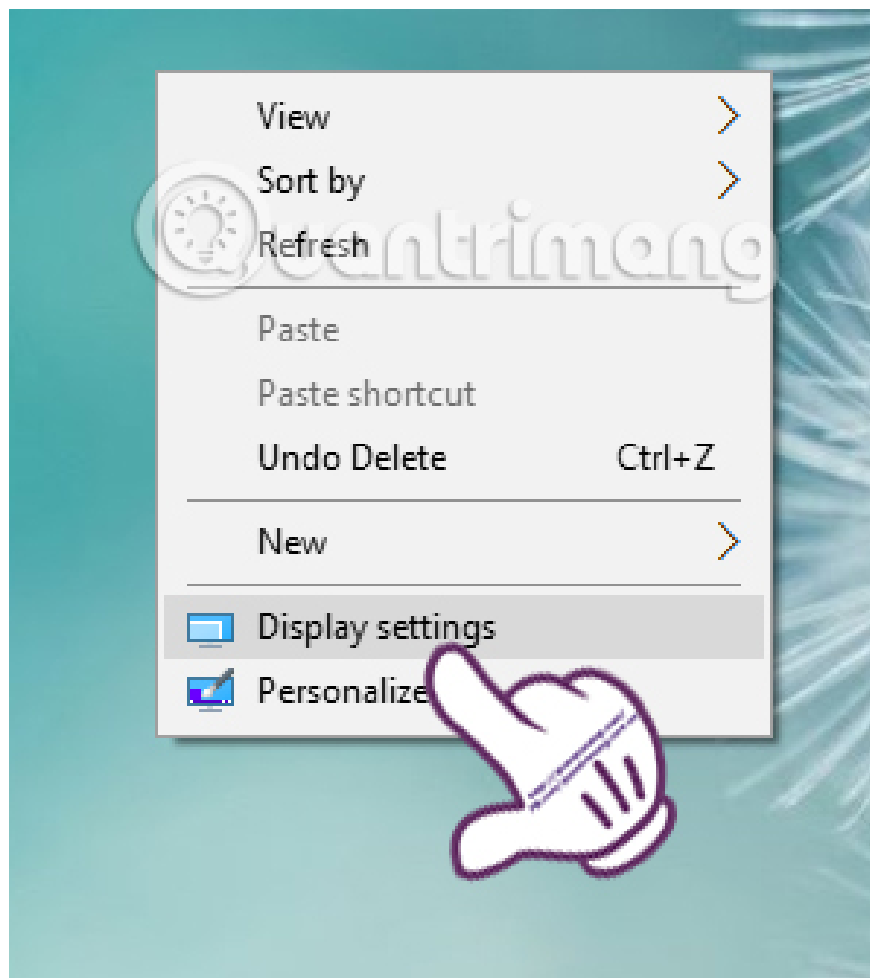 View
Sort by
Quantrimang
Refresh
Paste
Paste shortcut
Undo Delete Ctrl+Z
New
Display settings
Personalize